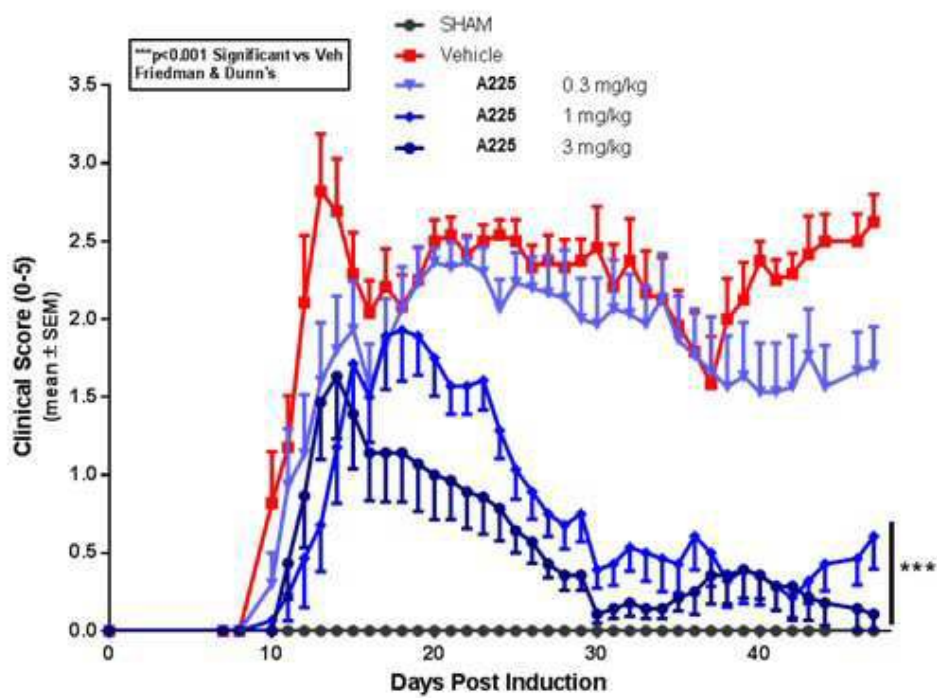 SHAM
Vehicle
A225 0.3 mg/kg
A225 1 mg/kg
A225 3 mg/kg
***p<0.001 Significant vs Veh
Friedman & Dunn's
Clinical Score (0-5)
(mean ± SEM)
3.5
3.0
2.5
2.0
1.5
1.0
0.5
0.0
***
0 10 20 30 40
Days Post Induction